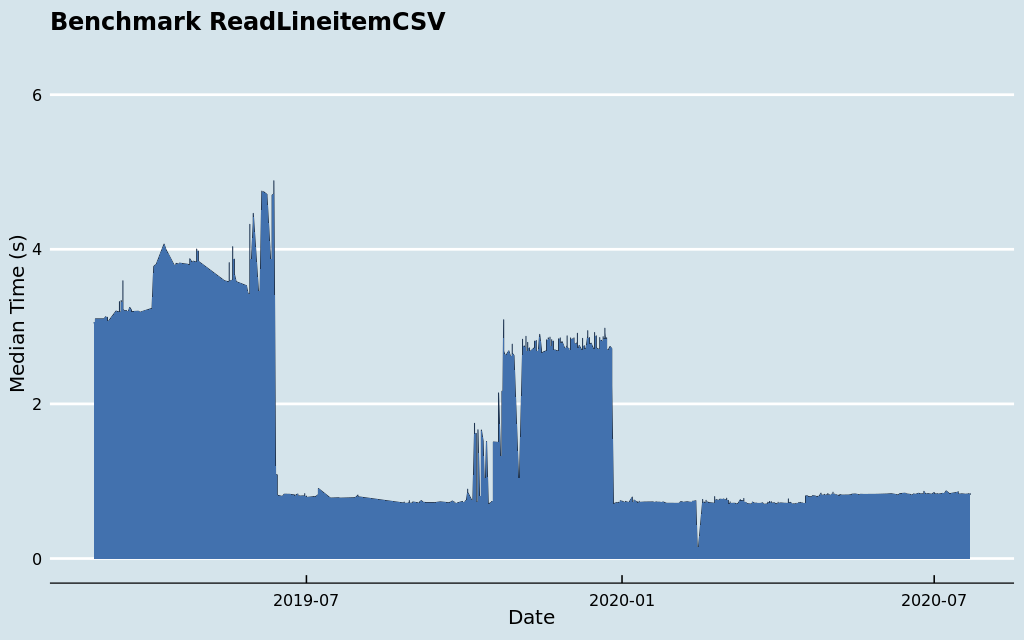 Benchmark ReadLineitemCSV
Median Time (s)
6
4
2
0
2019-07
2020-01
2020-07
Date